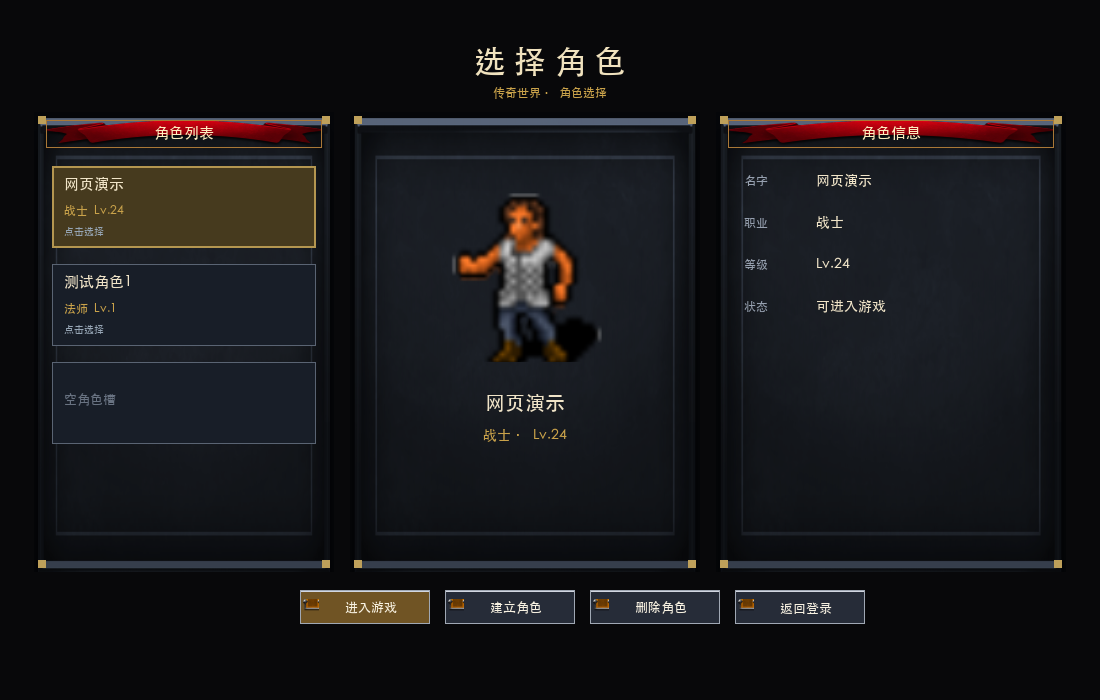 选择角色
传奇世界 · 角色选择
角色列表
网页演示
战士 Lv.24
点击选择
测试角色1
法师 Lv.1
点击选择
空角色槽
网页演示
战士 · Lv.24
角色信息
名字 网页演示
职业 战士
等级 Lv.24
状态 可进入游戏
进入游戏 建立角色 删除角色 返回登录